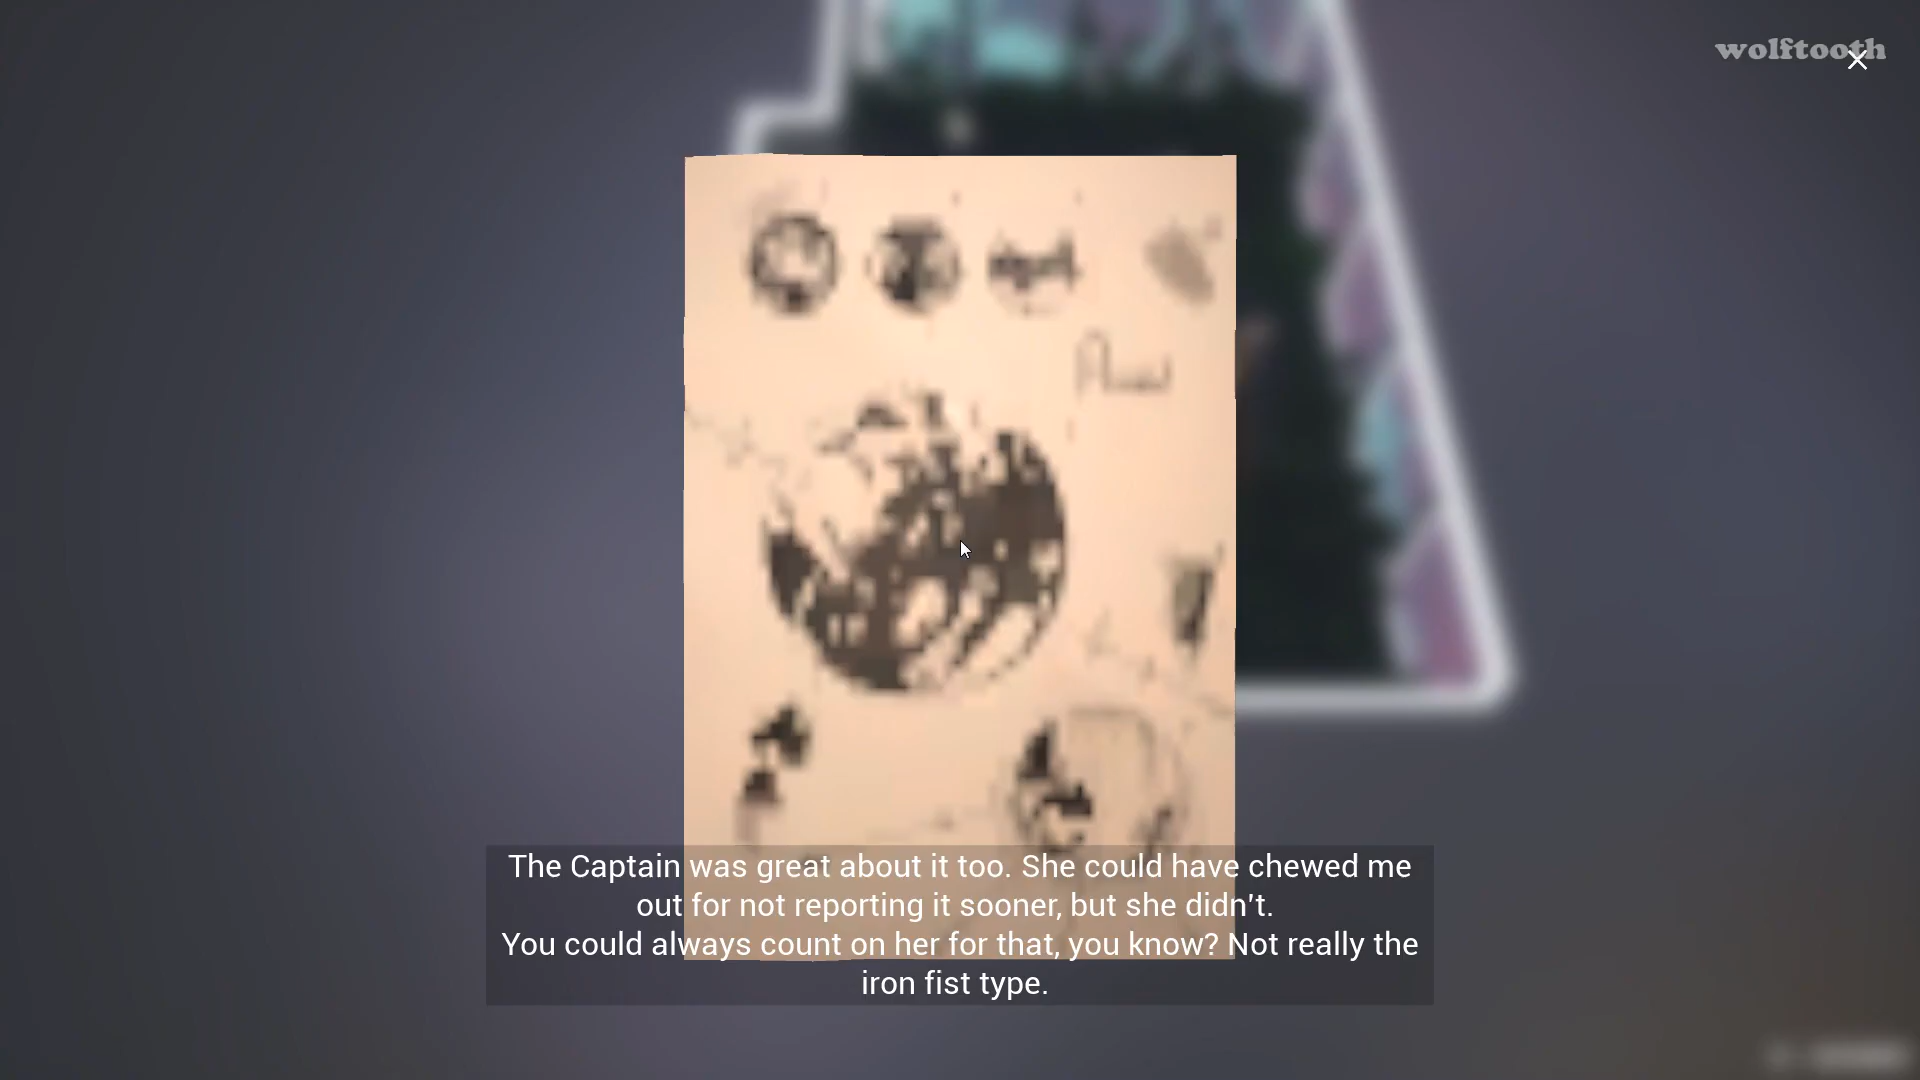 wolftooth
The Captain was great about it too. She could have chewed me
out for not reporting it sooner, but she didn't.
You could always count on her for that, you know? Not really the
iron fist type.